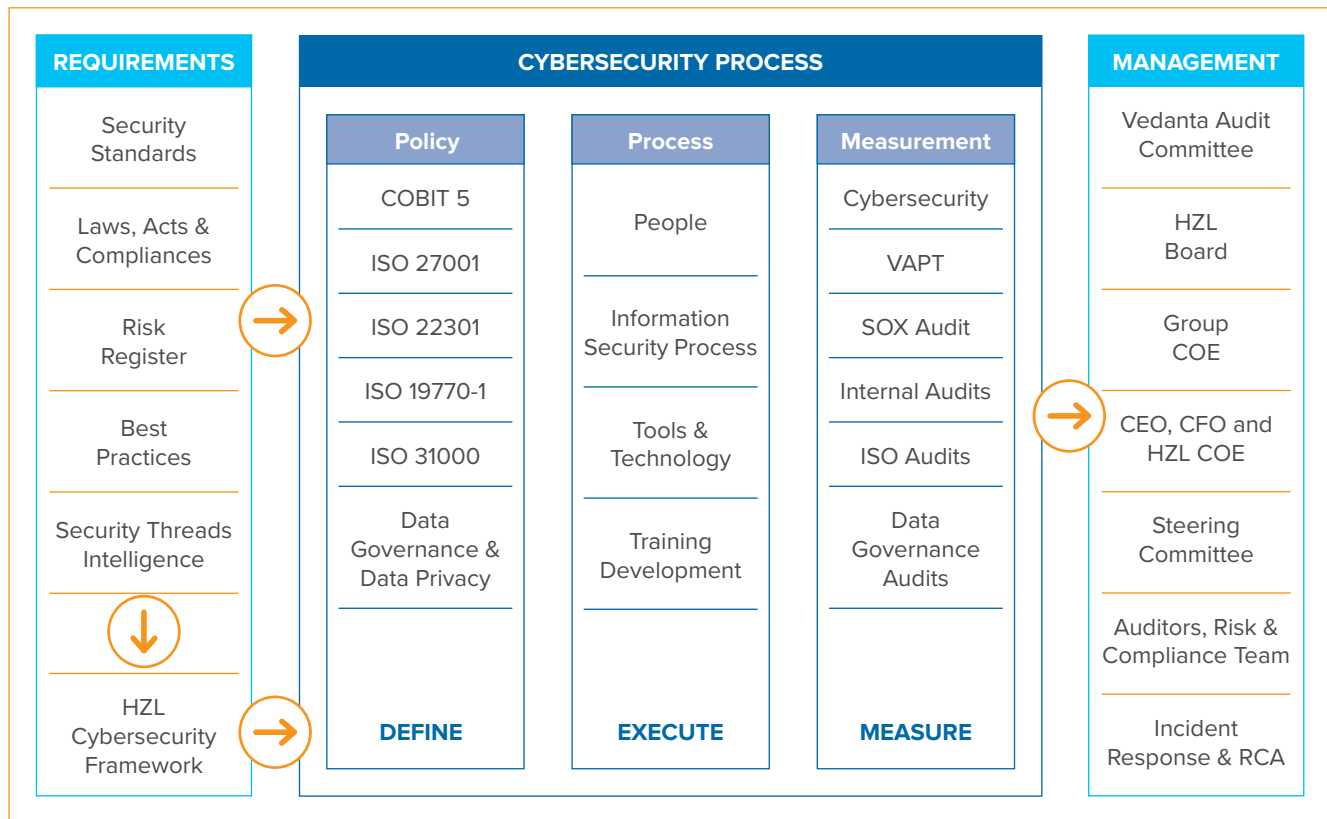 REQUIREMENTS
Security
Standards
Laws, Acts &
Compliances
Risk
Register
Best
Practices
Security Threads
Intelligence
HZL
Cybersecurity
Framework
CYBERSECURITY PROCESS
Policy
COBIT 5
ISO 27001
ISO 22301
ISO 19770-1
ISO 31000
Data
Governance &
Data Privacy
DEFINE
Process
People
Information
Security Process
Tools &
Technology
Training
Development
EXECUTE
Measurement
Cybersecurity
VAPT
SOX Audit
Internal Audits
ISO Audits
Data
Governance
Audits
MEASURE
MANAGEMENT
Vedanta Audit
Committee
HZL
Board
Group
COE
CEO, CFO and
HZL COE
Steering
Committee
Auditors, Risk &
Compliance Team
Incident
Response & RCA